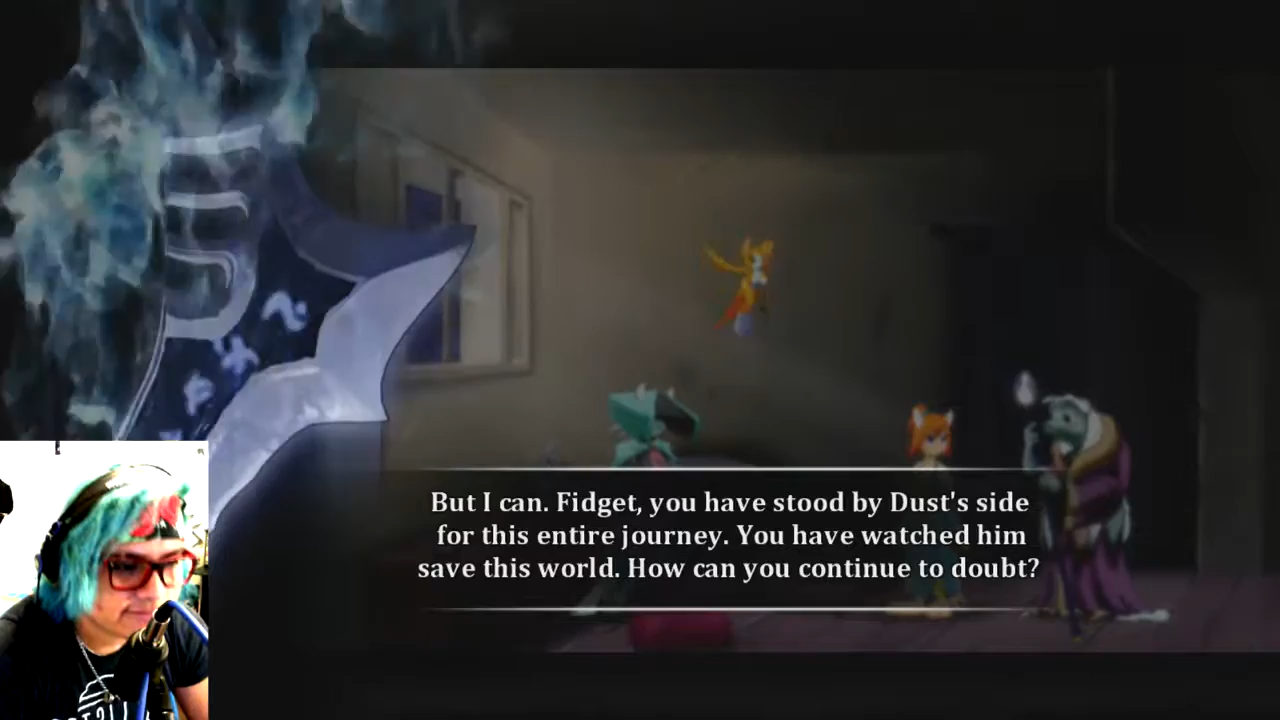 But I can. Fidget, you have stood by Dust's side
for this entire journey. You have watched him
save this world. How can you continue to doubt?